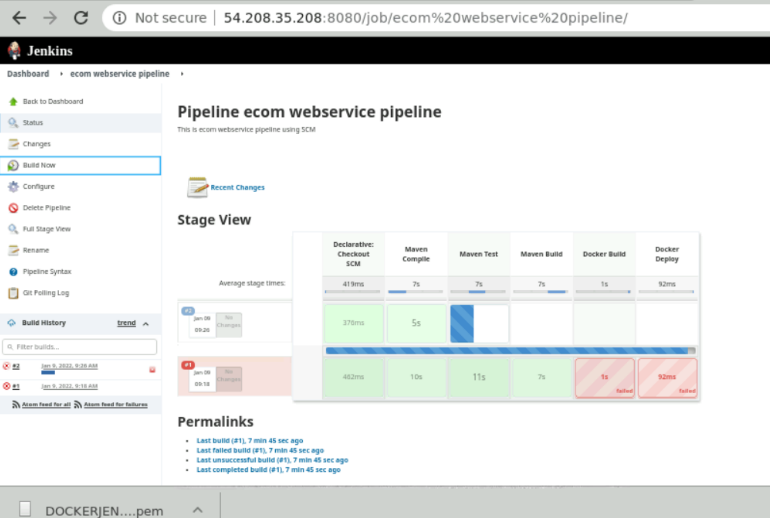 Not secure 54.208.35.208:8080/job/ecom%20webservice%20pipeline/
Jenkins
Dashboard ecom webservice pipeline
Back to Dashboard
Status
Changes
Build Now
Configure
Delete Pipeline
Full Stage View
Rename
Pipeline Syntax
Git Polling Log
Build History trend
Filter builds...
#2 Jan 9, 2022, 9:26 AM
#1 Jan 9, 2022, 9:18 AM
Atom feed for all Atom feed for failures
Pipeline ecom webservice pipeline
This is ecom webservice pipeline using SCM
Recent Changes
Stage View
Declarative: Checkout SCM Maven Compile Maven Test Maven Build Docker Build Docker Deploy
Average stage times: 419ms 7s 7s 7s 1s 92ms
#2 Jan 09 09:26 No Changes 376ms 5s
#1 Jan 09 09:18 No Changes 462ms 10s 11s 7s 1s failed 92ms failed
Permalinks
Last build (#1), 7 min 45 sec ago
Last failed build (#1), 7 min 45 sec ago
Last unsuccessful build (#1), 7 min 45 sec ago
Last completed build (#1), 7 min 45 sec ago
DOCKERJEN....pem